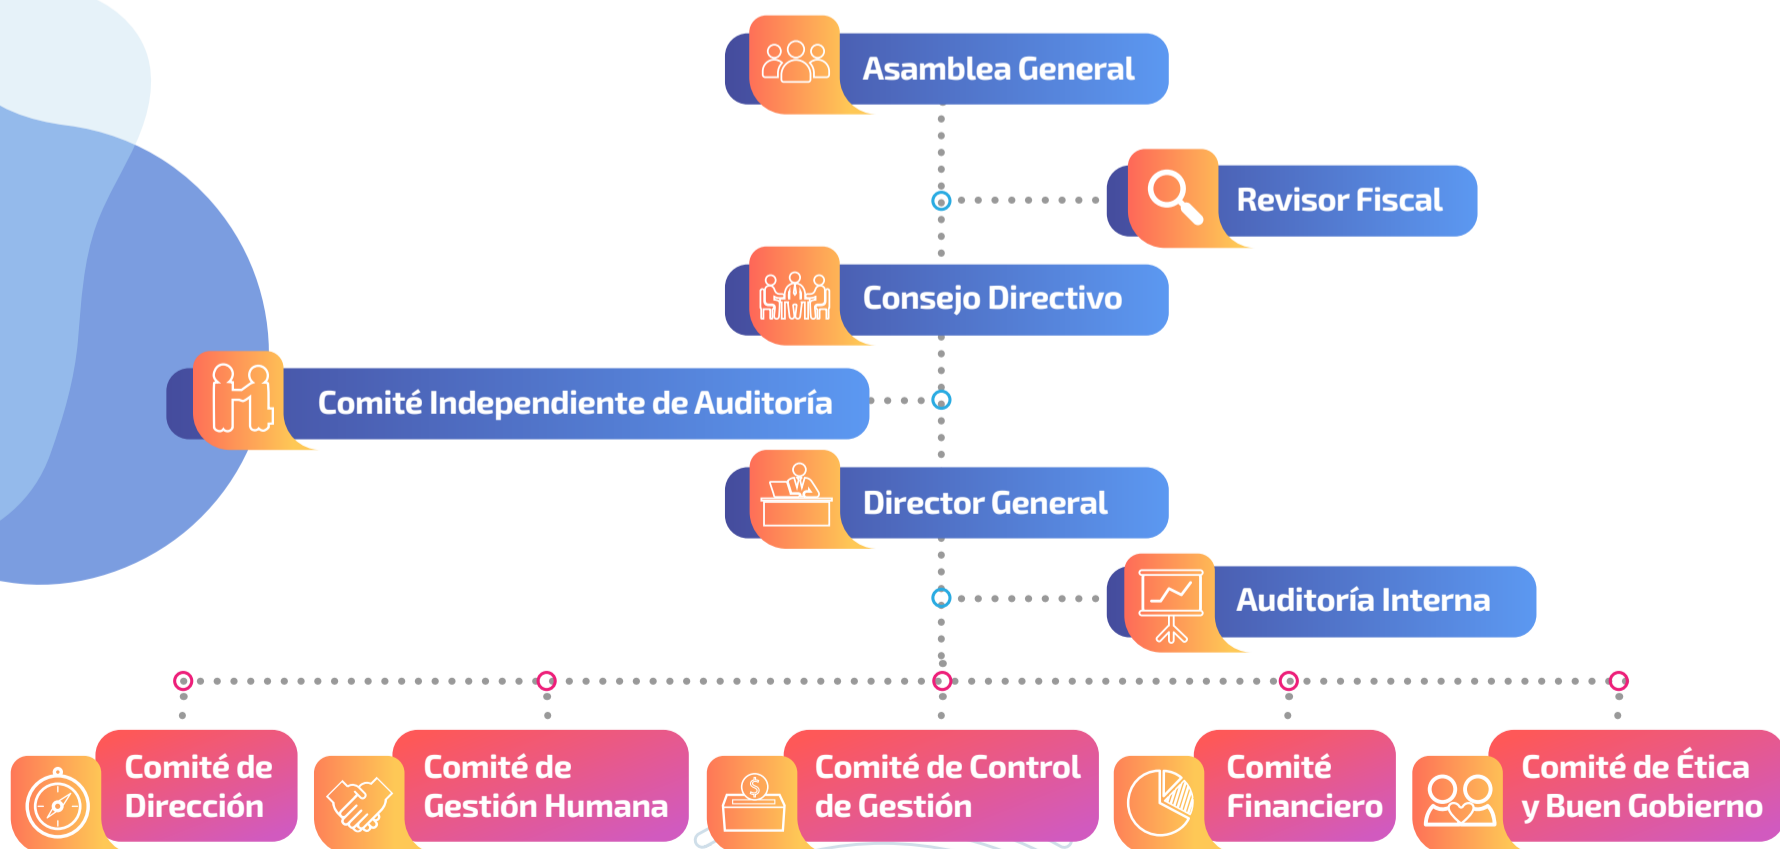 Asamblea General
Revisor Fiscal
Consejo Directivo
Comité Independiente de Auditoría
Director General
Auditoría Interna
Comité de
Dirección
Comité de
Gestión Humana
Comité de Control
de Gestión
Comité
Financiero
Comité de Ética
y Buen Gobierno